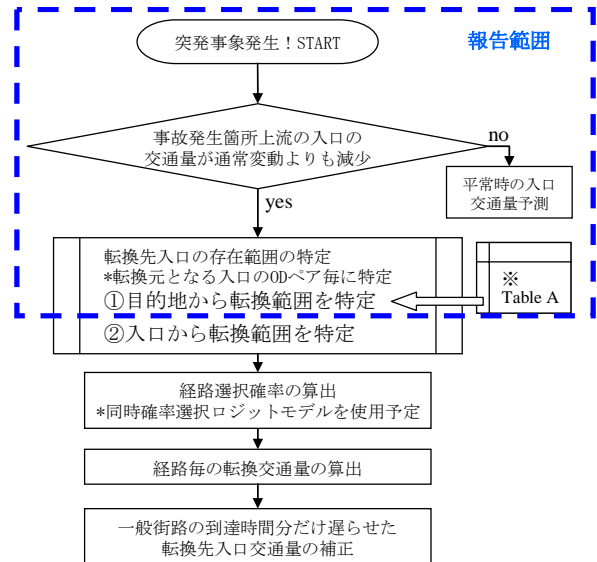 突発事象発生！START
報告範囲
事故発生箇所上流の入口の
交通量が通常変動よりも減少
no
平常時の入口
交通量予測
yes
転換先入口の存在範囲の特定
*転換元となる入口のODペア毎に特定
①目的地から転換範囲を特定
②入口から転換範囲を特定
※
Table A
経路選択確率の算出
*同時確率選択ロジットモデルを使用予定
経路毎の転換交通量の算出
一般街路の到達時間分だけ遅らせた
転換先入口交通量の補正